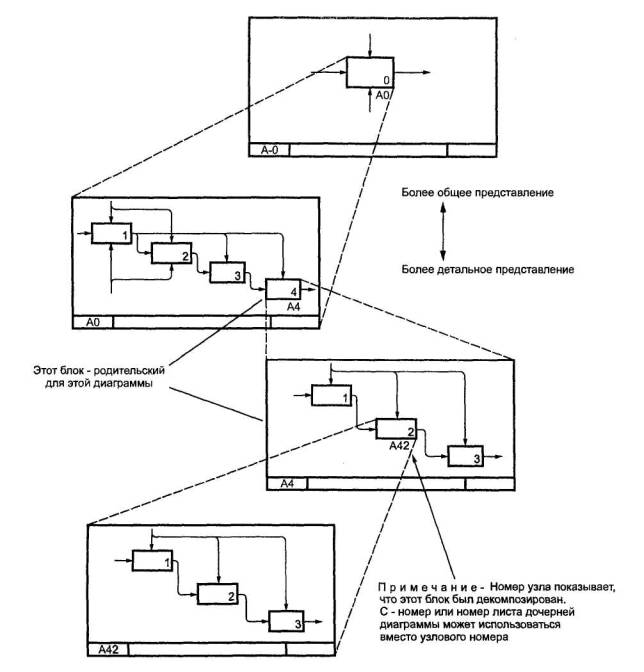 0
A0
A-0
Более общее представление
Более детальное представление
1
2
3
4
A4
A0
Этот блок - родительский
для этой диаграммы
1
2
A42
3
A4
1
2
3
A42
Примечание - Номер узла показывает,
что этот блок был декомпозирован.
С - номер или номер листа дочерней
диаграммы может использоваться
вместо узлового номера